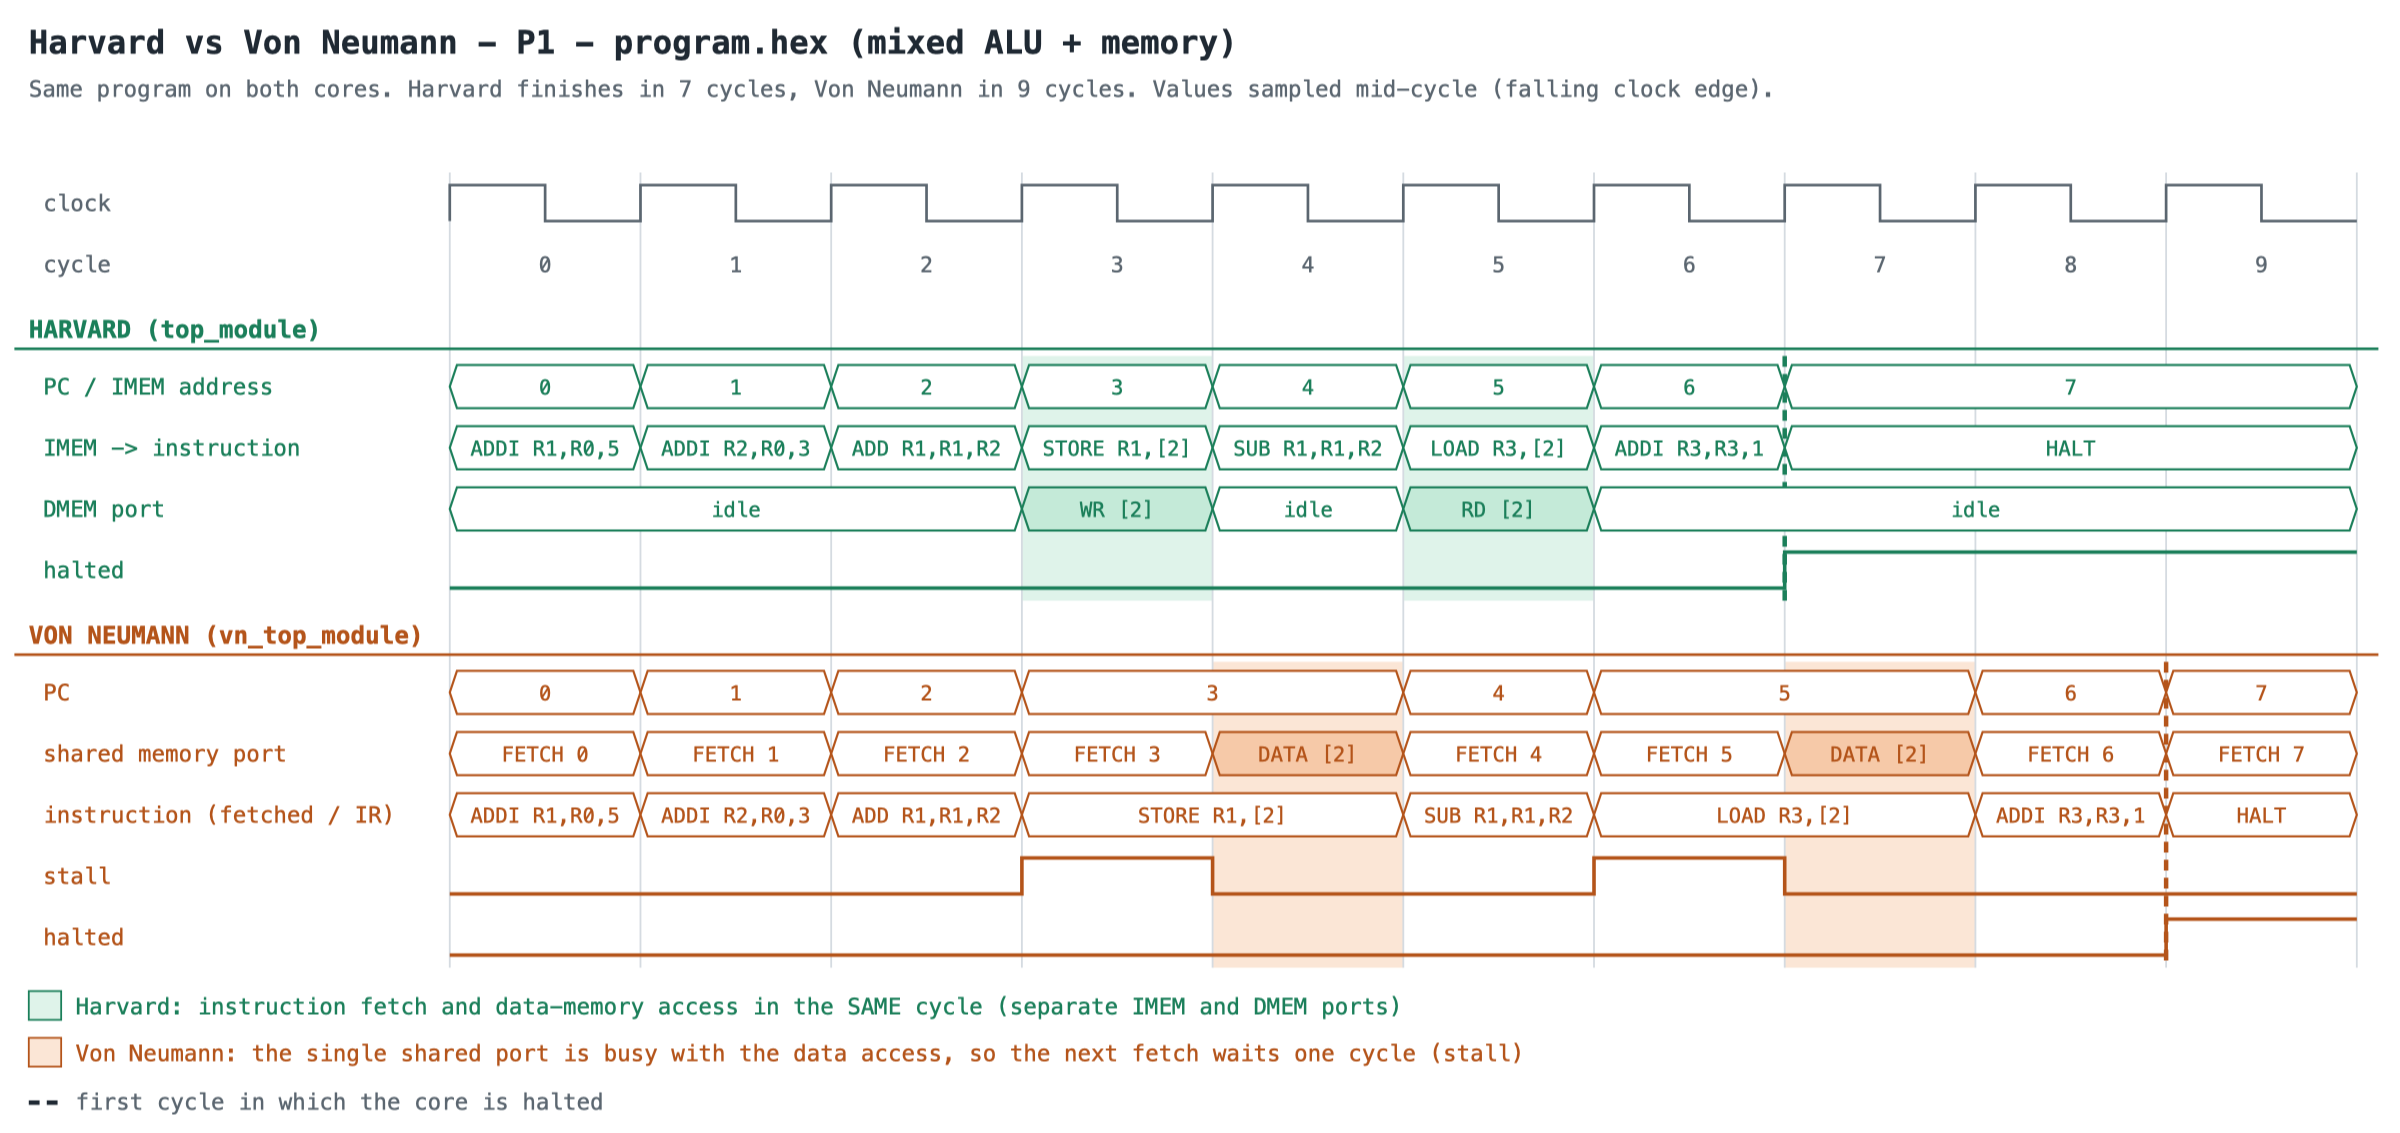 Harvard vs Von Neumann – P1 – program.hex (mixed ALU + memory)
Same program on both cores. Harvard finishes in 7 cycles, Von Neumann in 9 cycles. Values sampled mid-cycle (falling clock edge).
clock
cycle 0 1 2 3 4 5 6 7 8 9
HARVARD (top_module)
PC / IMEM address 0 1 2 3 4 5 6 7
IMEM -> instruction ADDI R1,R0,5 ADDI R2,R0,3 ADD R1,R1,R2 STORE R1,[2] SUB R1,R1,R2 LOAD R3,[2] ADDI R3,R3,1 HALT
DMEM port idle WR [2] idle RD [2] idle
halted
VON NEUMANN (vn_top_module)
PC 0 1 2 3 4 5 6 7
shared memory port FETCH 0 FETCH 1 FETCH 2 FETCH 3 DATA [2] FETCH 4 FETCH 5 DATA [2] FETCH 6 FETCH 7
instruction (fetched / IR) ADDI R1,R0,5 ADDI R2,R0,3 ADD R1,R1,R2 STORE R1,[2] SUB R1,R1,R2 LOAD R3,[2] ADDI R3,R3,1 HALT
stall
halted
Harvard: instruction fetch and data-memory access in the SAME cycle (separate IMEM and DMEM ports)
Von Neumann: the single shared port is busy with the data access, so the next fetch waits one cycle (stall)
first cycle in which the core is halted